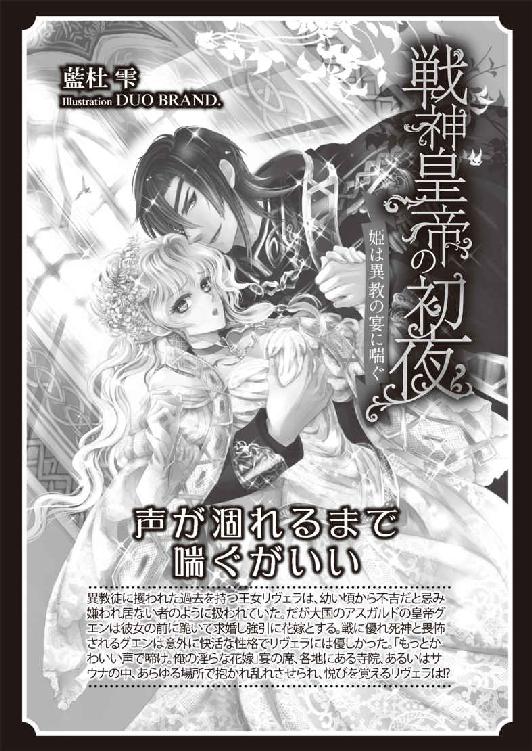 藍杜 雫
Illustration DUO BRAND.
戦神皇帝の初夜
姫は異教の宴に喘ぐ
声が涸れるまで
喘ぐがいい
異教徒に攫われた過去を持つ王女リヴェラは、幼い頃から不吉だと忌み
嫌われ居ない者のように扱われていた。だが大国のアスガルドの皇帝グ
エンは彼女の前に跪いて求婚し強引に花嫁とする。戦に優れ死神と畏怖
されるグエンは意外に快活な性格でリヴェラには優しかった。「もっとか
わいい声で啼け。俺の淫らな花嫁」宴の席、各地にある寺院、あるいはサ
ウナの中、あらゆる場所で抱かれ乱れさせられ、悦びを覚えるリヴェラは!?